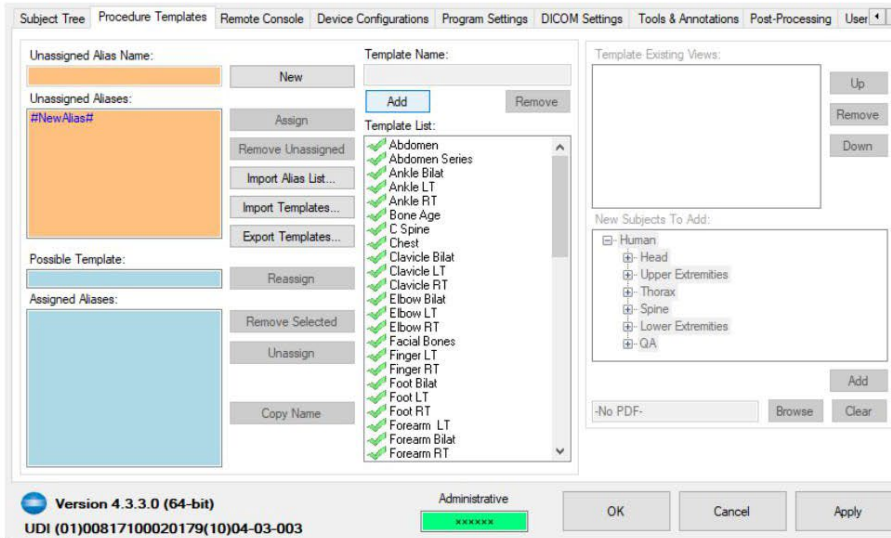 Subject Tree Procedure Templates Remote Console Device Configurations Program Settings DICOM Settings Tools & Annotations Post-Processing User
Unassigned Alias Name:
New
Unassigned Aliases:
#NewAlias#
Assign
Remove Unassigned
Import Alias List...
Import Templates...
Export Templates...
Possible Template:
Reassign
Assigned Aliases:
Remove Selected
Unassign
Copy Name
Template Name:
Add Remove
Template List:
Abdomen
Abdomen Series
Ankle Bilat
Ankle LT
Ankle RT
Bone Age
C Spine
Chest
Clavicle Bilat
Clavicle LT
Clavicle RT
Elbow Bilat
Elbow LT
Elbow RT
Facial Bones
Finger LT
Finger RT
Foot Bilat
Foot LT
Foot RT
Forearm LT
Forearm Bilat
Forearm RT
Template Existing Views:
Up
Remove
Down
New Subjects To Add:
Human
Head
Upper Extremities
Thorax
Spine
Lower Extremities
QA
Add
-No PDF- Browse Clear
Version 4.3.3.0 (64-bit)
UDI (01)00817100020179(10)04-03-003
Administrative
××××××
OK Cancel Apply